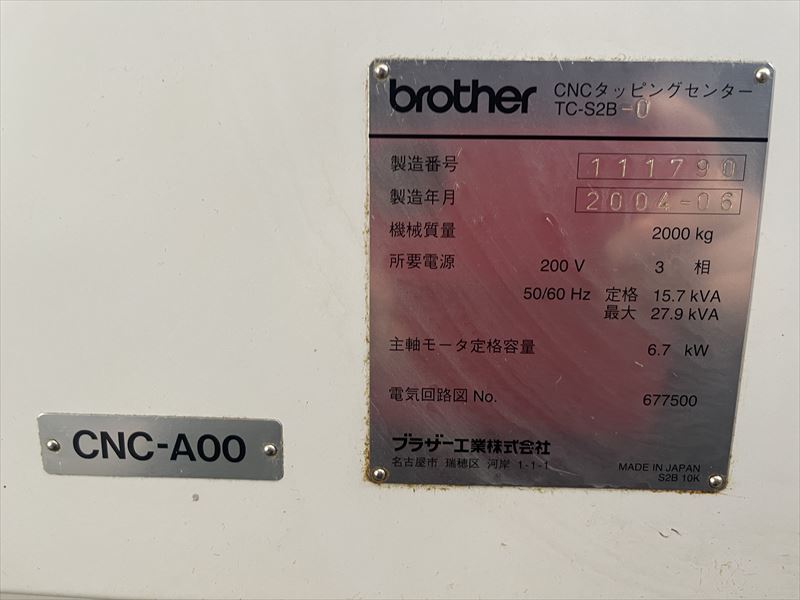 brother CNCタッピングセンター
TC-S2B-0
製造番号 111790
製造年月 2004-06
機械質量 2000 kg
所要電源 200 V 3 相
50/60 Hz 定格 15.7 kVA
最大 27.9 kVA
主軸モータ定格容量 6.7 kW
電気回路図 No. 677500
ブラザー工業株式会社
名古屋市 瑞穂区 河岸 1-1-1
MADE IN JAPAN
S2B 10K
CNC-A00